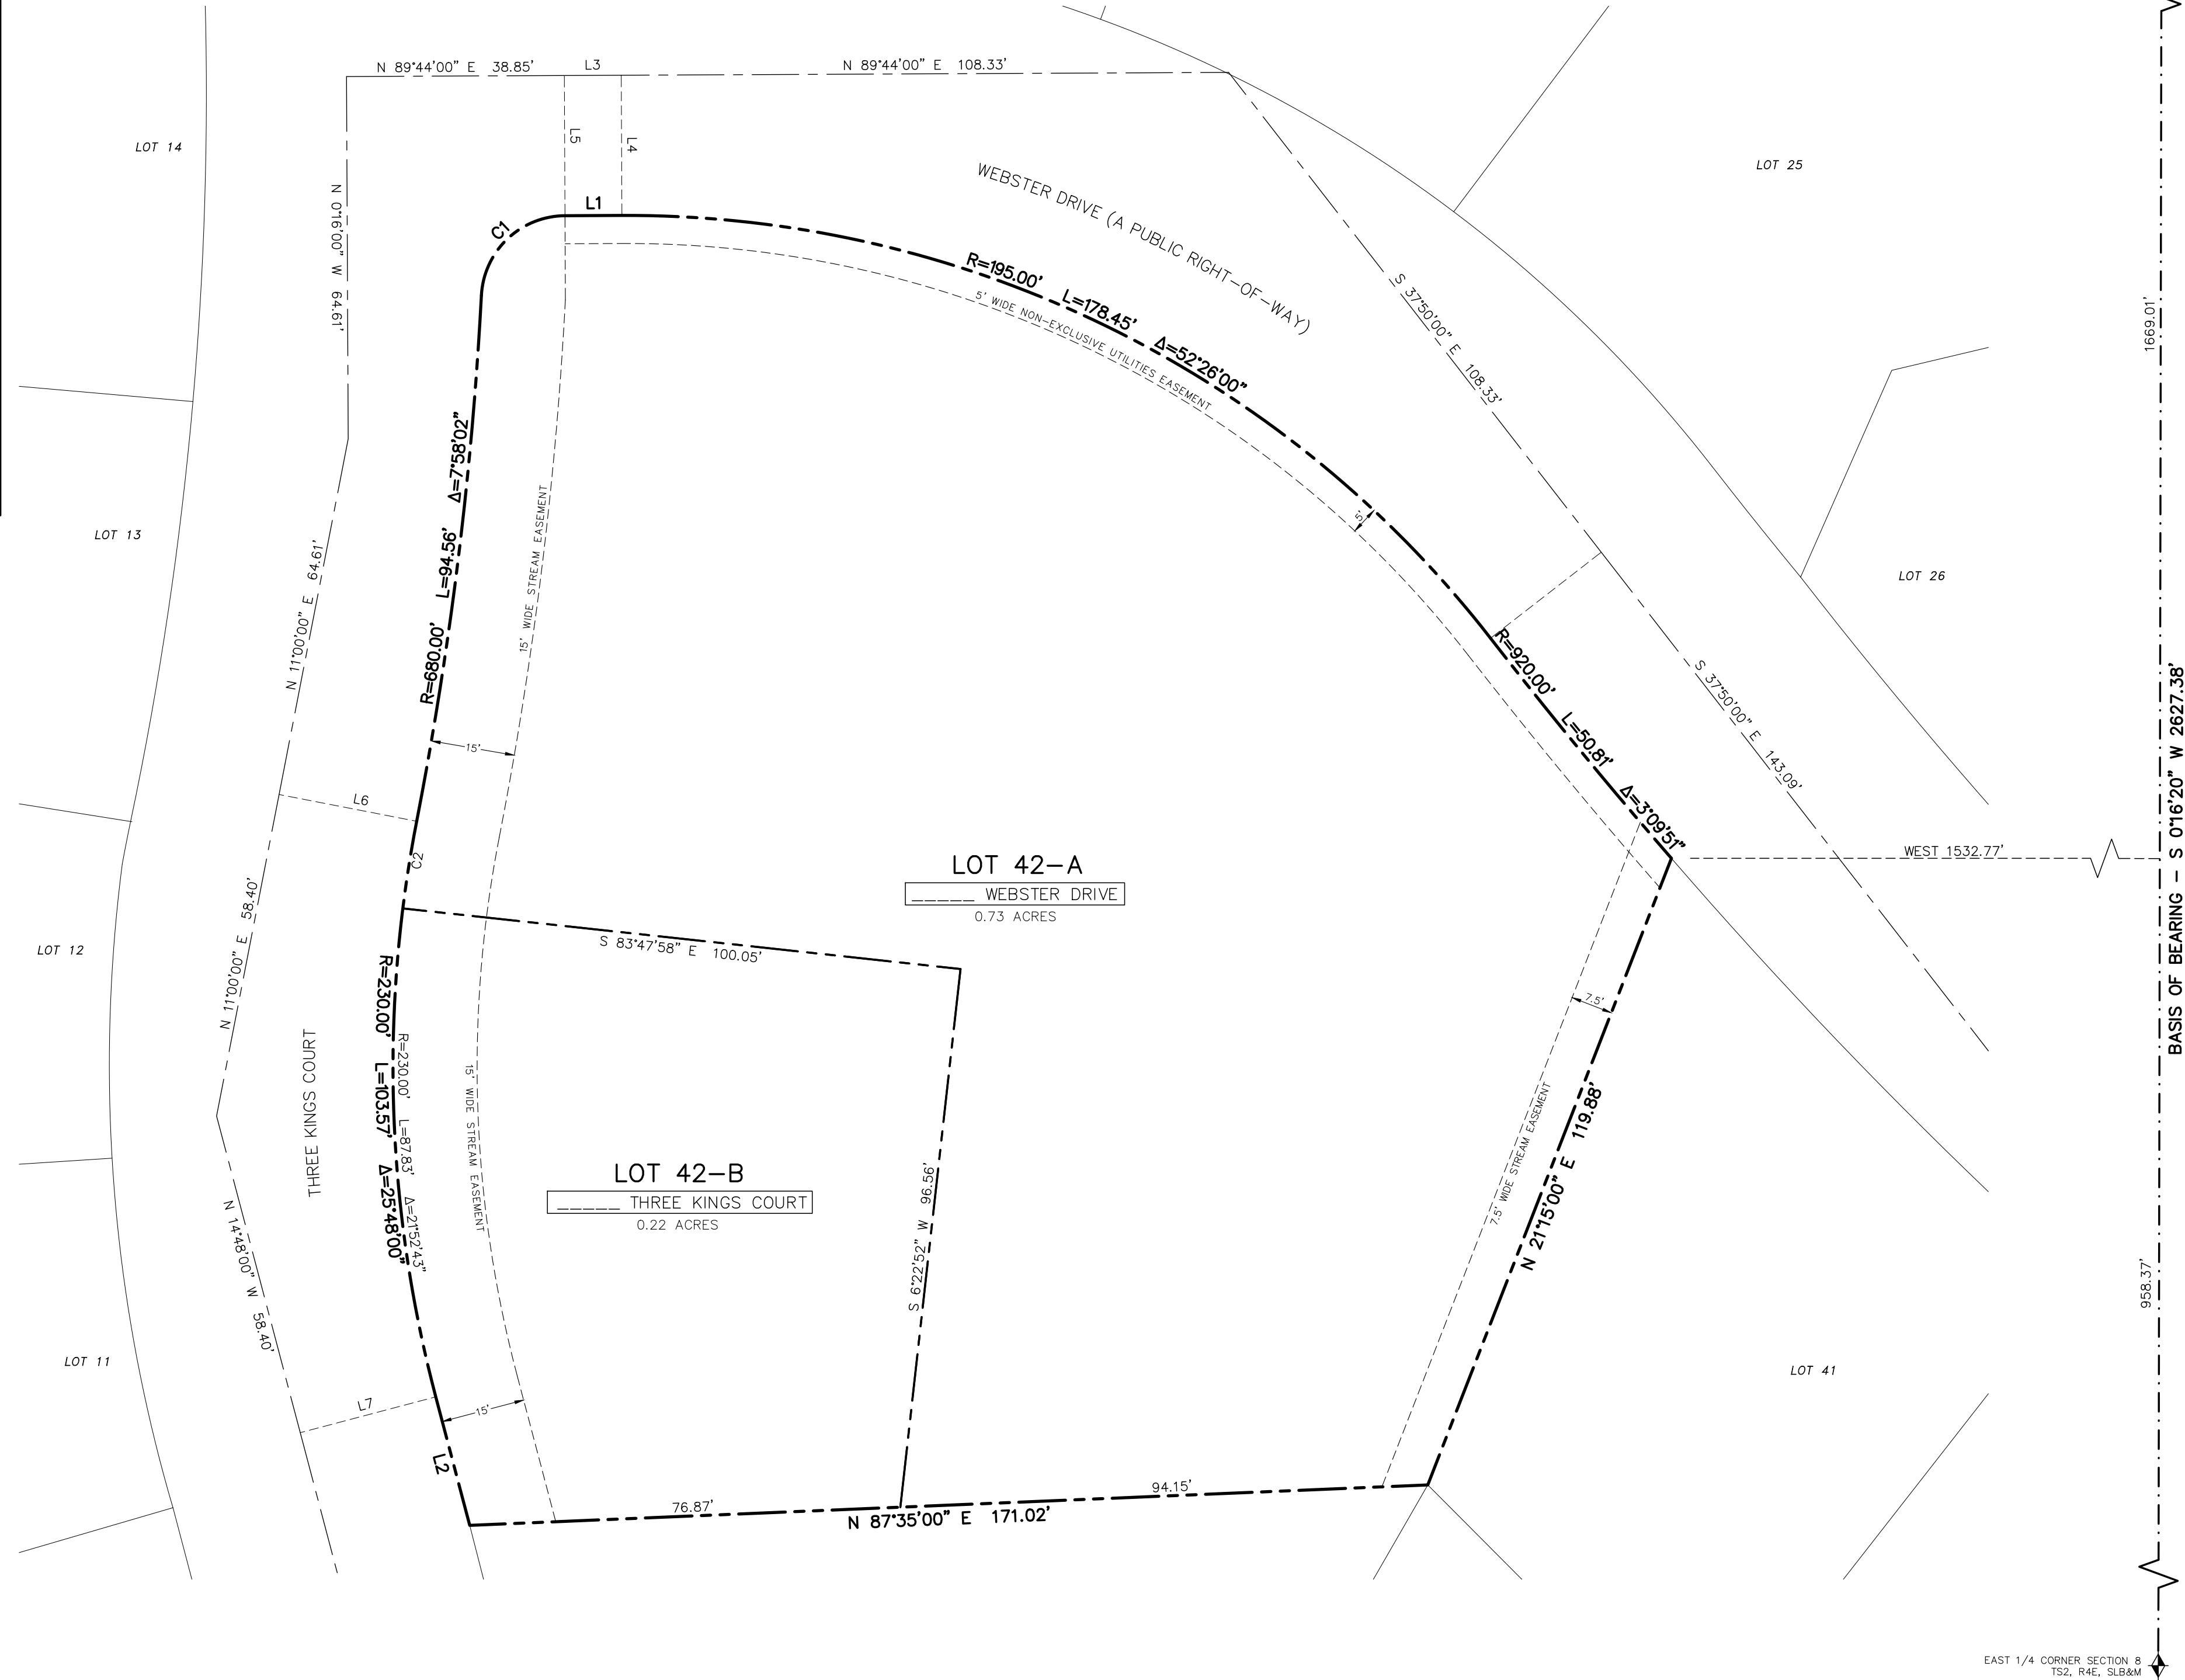 N 89°44'00" E 38.85'
L3
N 89°44'00" E 108.33'
LOT 14
L5
L4
LOT 25
WEBSTER DRIVE (A PUBLIC RIGHT-OF-WAY)
N 0°16'00" W 64.61'
L1
C1
R=195.00' L=178.45' Δ=52°26'00"
5' WIDE NON-EXCLUSIVE UTILITIES EASEMENT
S 37°50'00" E 108.33'
1669.01'
Δ=7°58'02"
L=94.56'
R=680.00'
15' WIDE STREAM EASEMENT
5'
LOT 13
N 11°00'00" E 64.61'
LOT 26
R=920.00' L=50.81' Δ=3°09'51"
S 37°50'00" E 143.09'
BASIS OF BEARING - S 0°16'20" W 2627.38'
15'
L6
C2
WEST 1532.77'
LOT 42-A
_____ WEBSTER DRIVE
0.73 ACRES
N 11°00'00" E 58.40'
LOT 12
S 83°47'58" E 100.05'
R=230.00' L=103.57' Δ=25°48'00"
R=230.00' L=87.83' Δ=21°52'43"
7.5'
THREE KINGS COURT
15' WIDE STREAM EASEMENT
7.5' WIDE STREAM EASEMENT
N 21°15'00" E 119.88'
LOT 42-B
_____ THREE KINGS COURT
0.22 ACRES
S 6°22'52" W 96.56'
N 14°48'00" W 58.40'
958.37'
LOT 11
LOT 41
L7
15'
L2
76.87'
94.15'
N 87°35'00" E 171.02'
EAST 1/4 CORNER SECTION 8
TS2, R4E, SLB&M